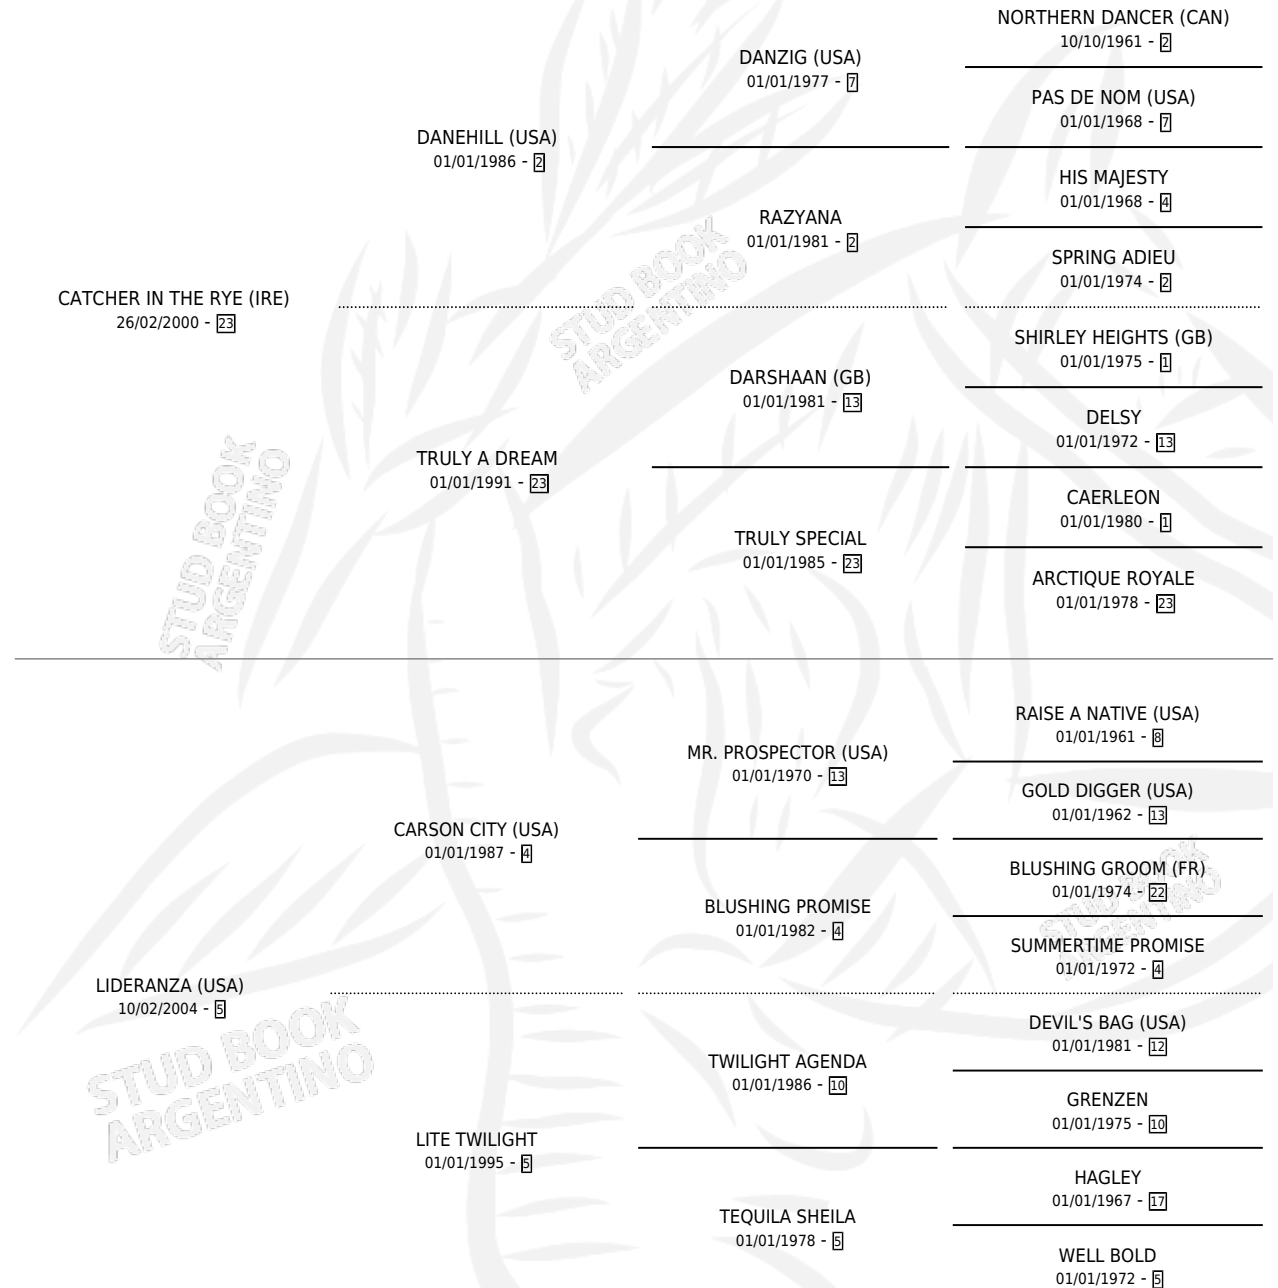 NORTHERN DANCER (CAN)
10/10/1961 - 2
DANZIG (USA)
01/01/1977 - 7
PAS DE NOM (USA)
01/01/1968 - 7
DANEHILL (USA)
01/01/1986 - 2
HIS MAJESTY
01/01/1968 - 4
RAZYANA
01/01/1981 - 2
SPRING ADIEU
01/01/1974 - 2
STUD BOOK
ARGENTINO
CATCHER IN THE RYE (IRE)
26/02/2000 - 23
SHIRLEY HEIGHTS (GB)
01/01/1975 - 1
DARSHAAN (GB)
01/01/1981 - 13
DELSY
01/01/1972 - 13
TRULY A DREAM
01/01/1991 - 23
CAERLEON
01/01/1980 - 1
TRULY SPECIAL
01/01/1985 - 23
ARCTIQUE ROYALE
01/01/1978 - 23
STUD BOOK
ARGENTINO
RAISE A NATIVE (USA)
01/01/1961 - 8
MR. PROSPECTOR (USA)
01/01/1970 - 13
GOLD DIGGER (USA)
01/01/1962 - 13
CARSON CITY (USA)
01/01/1987 - 4
BLUSHING GROOM (FR)
01/01/1974 - 22
BLUSHING PROMISE
01/01/1982 - 4
SUMMERTIME PROMISE
01/01/1972 - 4
STUD BOOK
ARGENTINO
LIDERANZA (USA)
10/02/2004 - 5
DEVIL'S BAG (USA)
01/01/1981 - 12
TWILIGHT AGENDA
01/01/1986 - 10
GRENZEN
01/01/1975 - 10
STUD BOOK
ARGENTINO
LITE TWILIGHT
01/01/1995 - 5
HAGLEY
01/01/1967 - 17
TEQUILA SHEILA
01/01/1978 - 5
WELL BOLD
01/01/1972 - 5